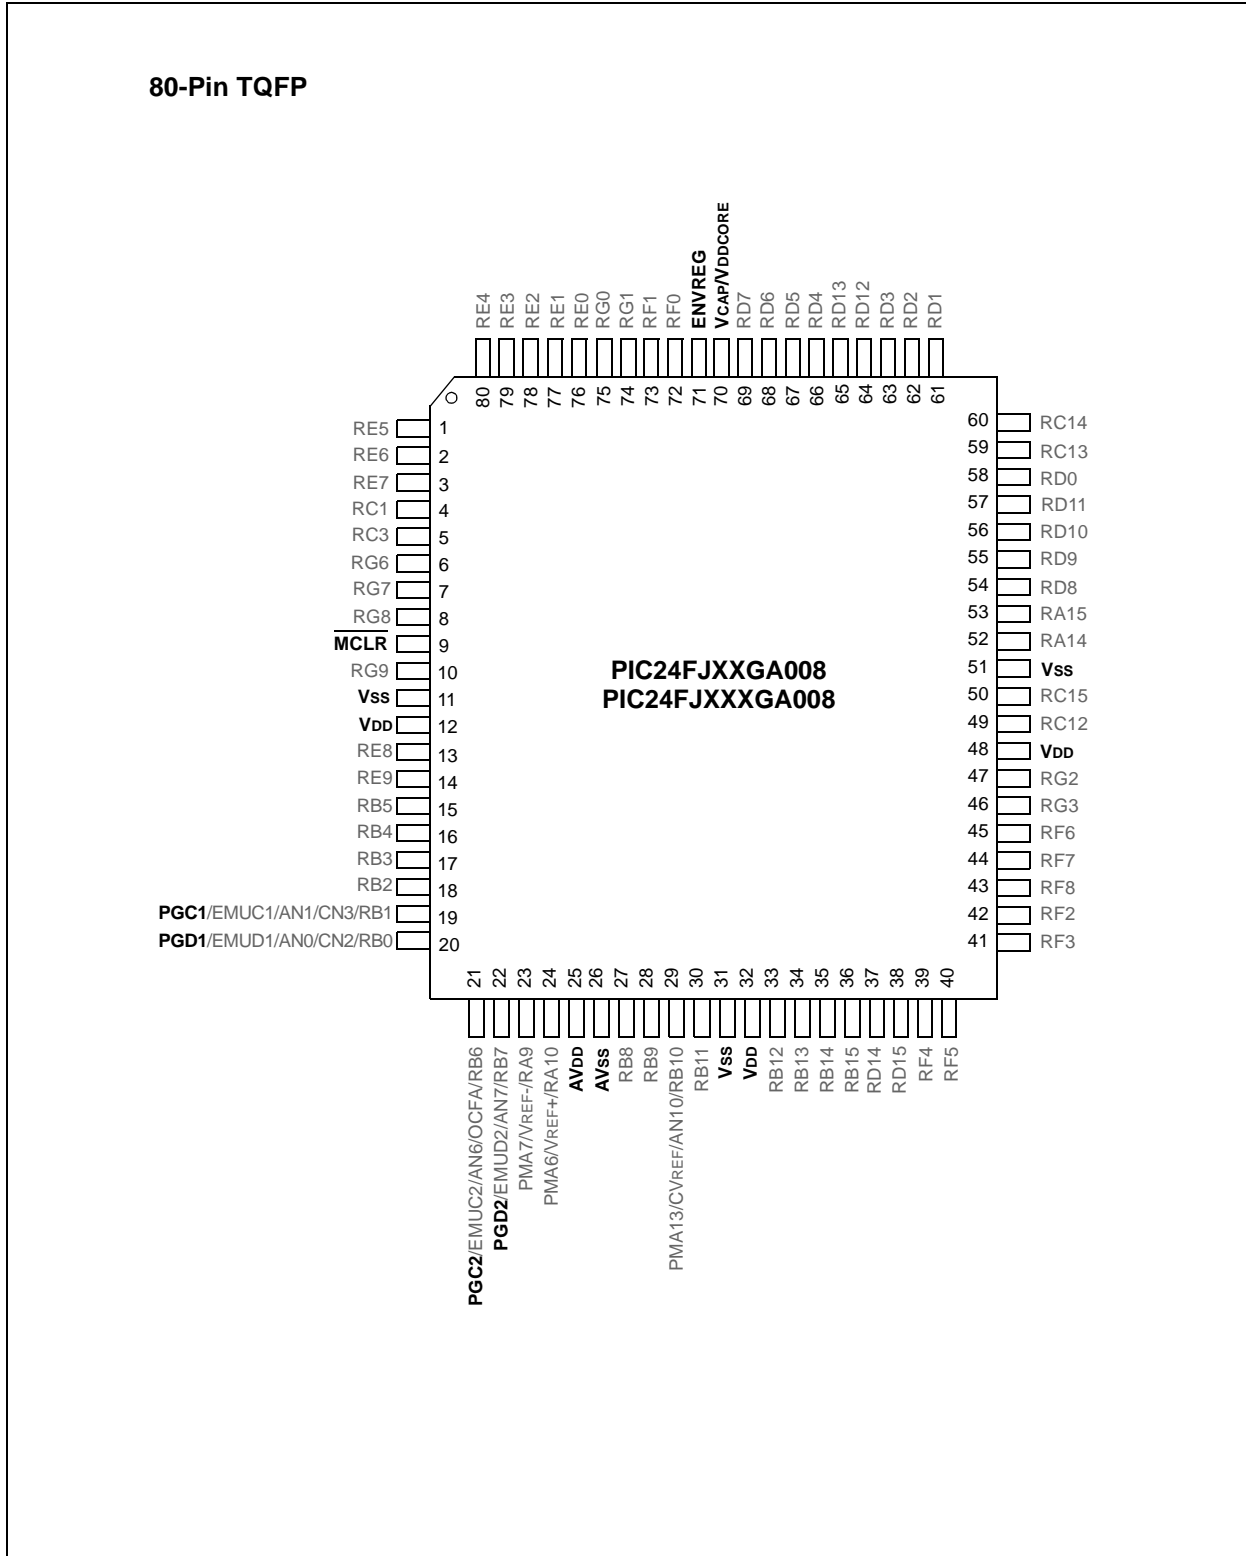 80-Pin TQFP
RE4
RE3
RE2
RE1
RE0
RG0
RG1
RF1
RF0
ENVREG
VCAP/VDDCORE
RD7
RD6
RD5
RD4
RD13
RD12
RD3
RD2
RD1
80
79
78
77
76
75
74
73
72
71
70
69
68
67
66
65
64
63
62
61
RE5 1
RE6 2
RE7 3
RC1 4
RC3 5
RG6 6
RG7 7
RG8 8
MCLR 9
RG9 10
VSS 11
VDD 12
RE8 13
RE9 14
RB5 15
RB4 16
RB3 17
RB2 18
PGC1/EMUC1/AN1/CN3/RB1 19
PGD1/EMUD1/AN0/CN2/RB0 20
PIC24FJXXGA008
PIC24FJXXXGA008
60 RC14
59 RC13
58 RD0
57 RD11
56 RD10
55 RD9
54 RD8
53 RA15
52 RA14
51 VSS
50 RC15
49 RC12
48 VDD
47 RG2
46 RG3
45 RF6
44 RF7
43 RF8
42 RF2
41 RF3
21
22
23
24
25
26
27
28
29
30
31
32
33
34
35
36
37
38
39
40
PGC2/EMUC2/AN6/OCFA/RB6
PGD2/EMUD2/AN7/RB7
PMA7/VREF-/RA9
PMA6/VREF+/RA10
AVDD
AVSS
RB8
RB9
PMA13/CVREF/AN10/RB10
RB11
VSS
VDD
RB12
RB13
RB14
RB15
RD14
RD15
RF4
RF5